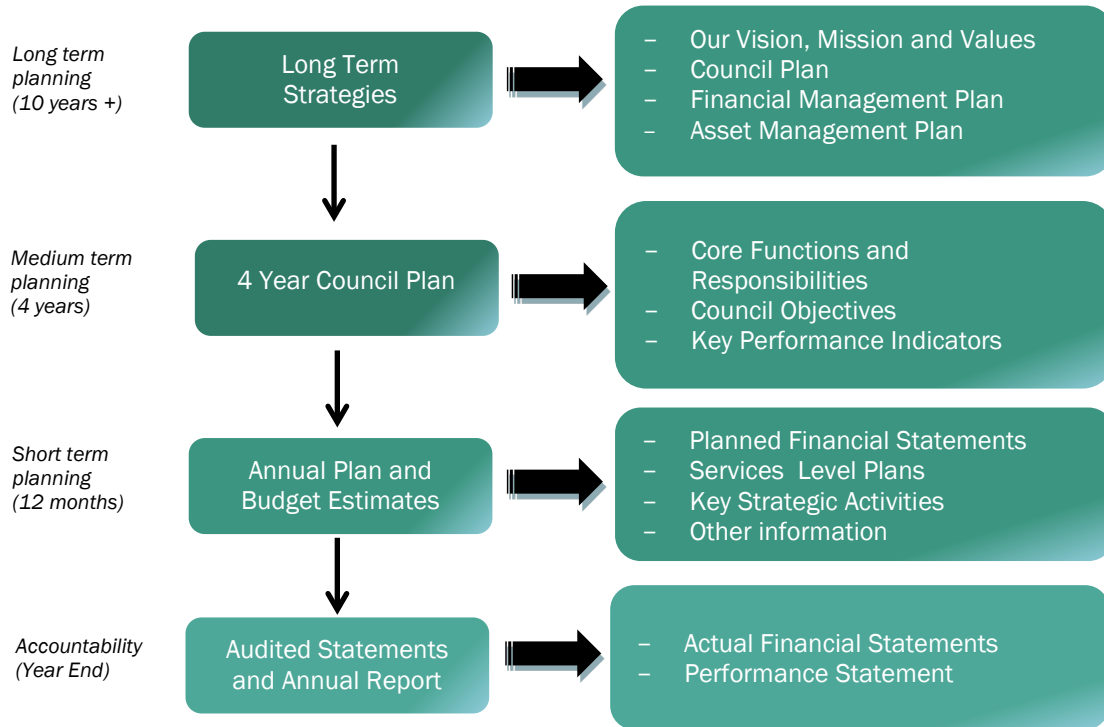 Long term
planning
(10 years +)
Long Term
Strategies
– Our Vision, Mission and Values
– Council Plan
– Financial Management Plan
– Asset Management Plan
Medium term
planning
(4 years)
4 Year Council Plan
– Core Functions and
Responsibilities
– Council Objectives
– Key Performance Indicators
Short term
planning
(12 months)
Annual Plan and
Budget Estimates
– Planned Financial Statements
– Services Level Plans
– Key Strategic Activities
– Other information
Accountability
(Year End)
Audited Statements
and Annual Report
– Actual Financial Statements
– Performance Statement